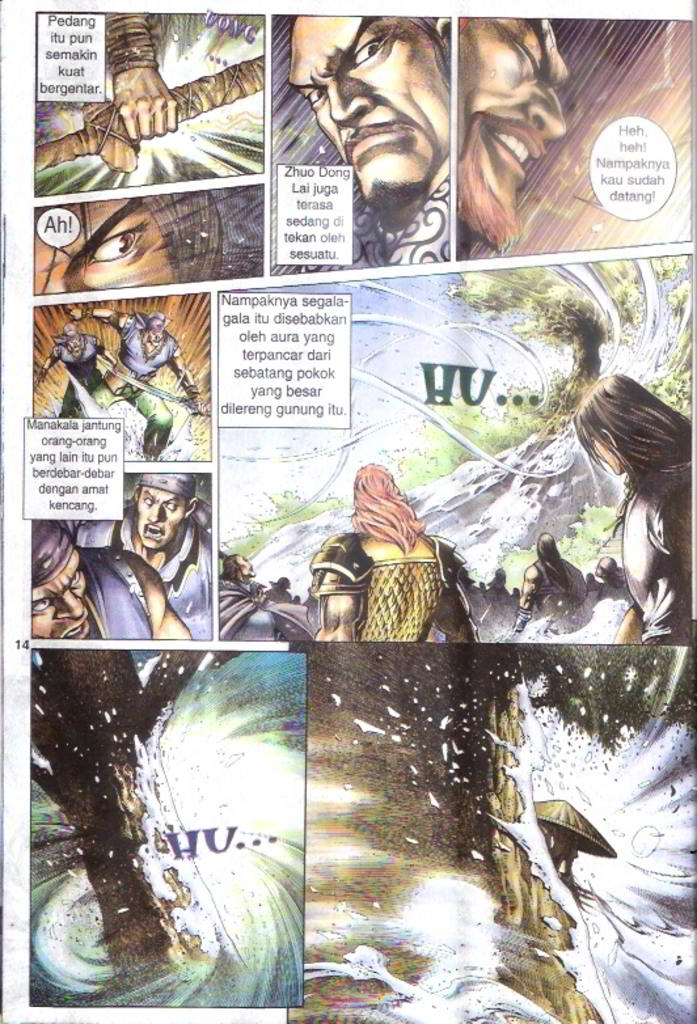 Pedang
itu pun
semakin
kuat
bergentar.
DONG
...
Zhuo Dong
Lai juga
terasa
sedang di
tekan oleh
sesuatu.
Heh,
heh!
Nampaknya
kau sudah
datang!
Ah!
Nampaknya segala-
gala itu disebabkan
oleh aura yang
terpancar dari
sebatang pokok
yang besar
dilereng gunung itu.
HU...
Manakala jantung
orang-orang
yang lain itu pun
berdebar-debar
dengan amat
kencang.
14
HU...